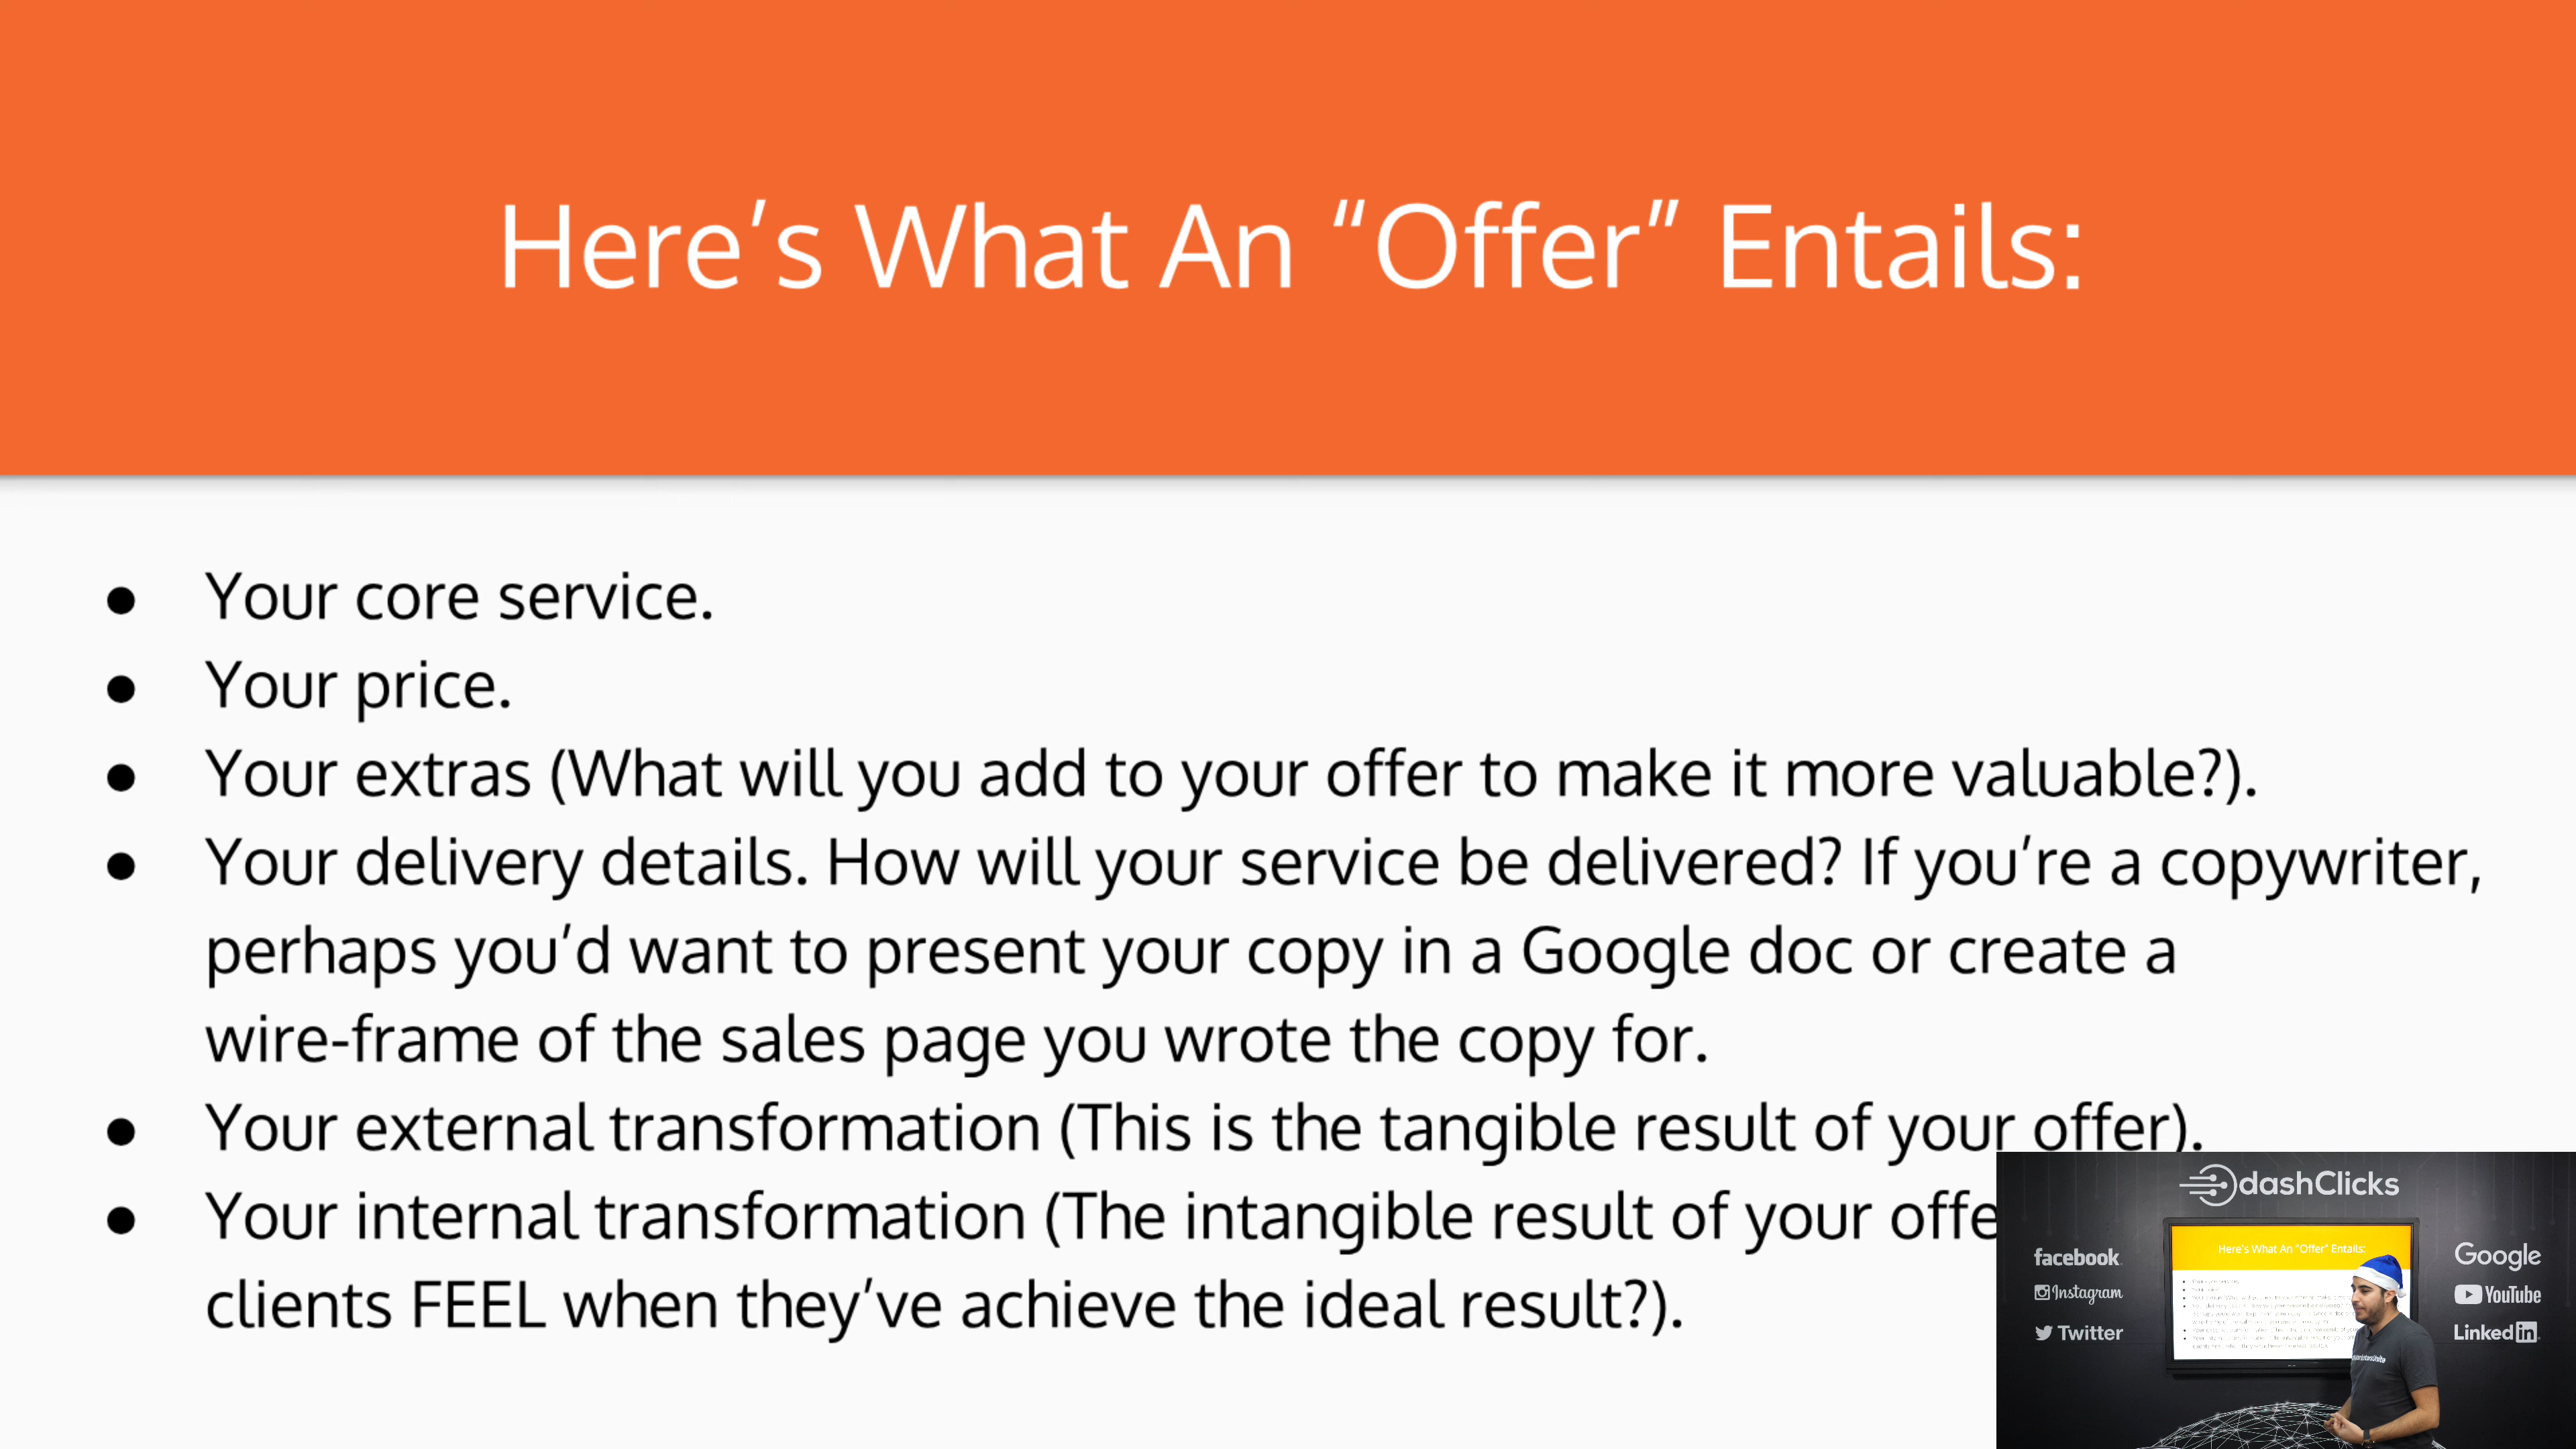 Here’s What An “Offer” Entails:
● Your core service.
● Your price.
● Your extras (What will you add to your offer to make it more valuable?).
● Your delivery details. How will your service be delivered? If you’re a copywriter,
perhaps you’d want to present your copy in a Google doc or create a
wire-frame of the sales page you wrote the copy for.
● Your external transformation (This is the tangible result of your offer).
● Your internal transformation (The intangible result of your offe
clients FEEL when they’ve achieve the ideal result?).
dashClicks
facebook
Instagram
Twitter
Here's What An "Offer" Entails:
Google
YouTube
Linked in